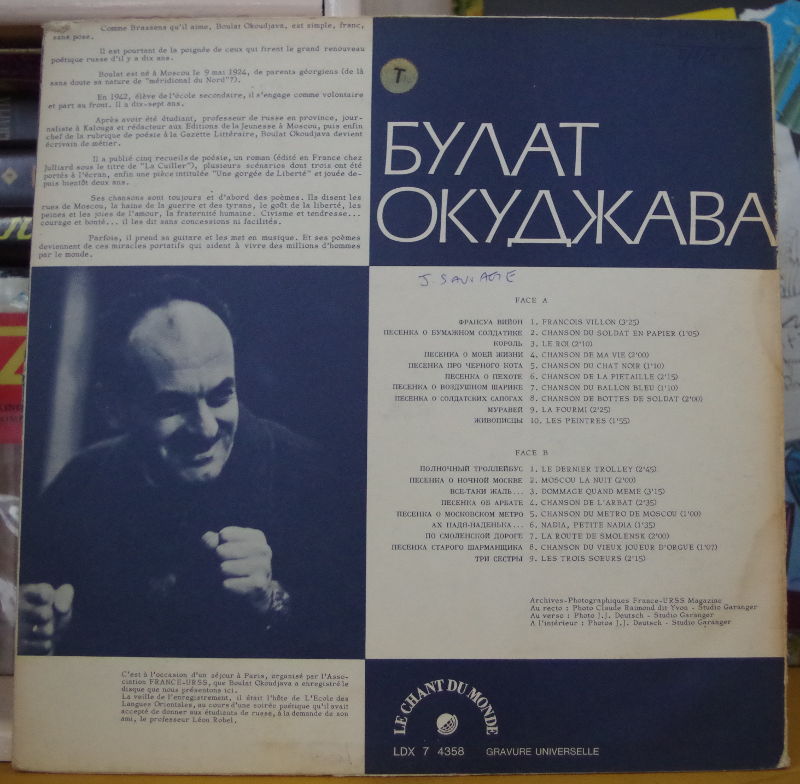 Comme Brassens qu'il aime, Boulat Okoudjava, est simple, franc,
sans pose.
Il est pourtant de la poignée de ceux qui firent le grand renouveau
poétique russe d'il y a dix ans.
Boulat est né à Moscou le 9 mai 1924, de parents géorgiens (de là
sans doute sa nature de "méridional du Nord"?).
En 1942, élève de l'école secondaire, il s'engage comme volontaire
et part au front. Il a dix-sept ans.
Après avoir été étudiant, professeur de russe en province, jour-
naliste à Kalouga et rédacteur aux Editions de la Jeunesse à Moscou, puis enfin
chef de la rubrique de poésie à la Gazette Littéraire, Boulat Okoudjava devient
écrivain de métier.
Il a publié cinq recueils de poésie, un roman (édité en France chez
Julliard sous le titre de "La Cuiller"), plusieurs scénarios dont trois ont été
portés à l'écran, enfin une pièce intitulée "Une gorgée de Liberté" et jouée de-
puis bientôt deux ans.
Ses chansons sont toujours et d'abord des poèmes. Ils disent les
rues de Moscou, la haine de la guerre et des tyrans, le goût de la liberté, les
peines et les joies de l'amour, la fraternité humaine. Civisme et tendresse...
courage et bonté... il les dit sans concessions ni facilités.
Parfois, il prend sa guitare et les met en musique. Et ses poèmes
deviennent de ces miracles portatifs qui aident à vivre des millions d'hommes
par le monde.
T
БУЛАТ
ОКУДЖАВА
J. SAUVAGE
FACE A
ФРАНСУА ВИЙОН 1. FRANCOIS VILLON (3'25)
ПЕСЕНКА О БУМАЖНОМ СОЛДАТИКЕ 2. CHANSON DU SOLDAT EN PAPIER (1'05)
КОРОЛЬ 3. LE ROI (2'10)
ПЕСЕНКА О МОЕЙ ЖИЗНИ 4. CHANSON DE MA VIE (2'00)
ПЕСЕНКА ПРО ЧЕРНОГО КОТА 5. CHANSON DU CHAT NOIR (1'10)
ПЕСЕНКА О ПЕХОТЕ 6. CHANSON DE LA PIETAILLE (2'15)
ПЕСЕНКА О ВОЗДУШНОМ ШАРИКЕ 7. CHANSON DU BALLON BLEU (1'10)
ПЕСЕНКА О СОЛДАТСКИХ САПОГАХ 8. CHANSON DE BOTTES DE SOLDAT (2'00)
МУРАВЕЙ 9. LA FOURMI (2'25)
ЖИВОПИСЦЫ 10. LES PEINTRES (1'55)
FACE B
ПОЛНОЧНЫЙ ТРОЛЛЕЙБУС 1. LE DERNIER TROLLEY (2'45)
ПЕСЕНКА О НОЧНОЙ МОСКВЕ 2. MOSCOU LA NUIT (2'00)
ВСЕ-ТАКИ ЖАЛЬ... 3. DOMMAGE QUAND MEME (3'15)
ПЕСЕНКА ОБ АРБАТЕ 4. CHANSON DE L'ARBAT (2'35)
ПЕСЕНКА О МОСКОВСКОМ МЕТРО 5. CHANSON DU METRO DE MOSCOU (1'00)
АХ НАДЯ-НАДЕНЬКА... 6. NADIA, PETITE NADIA (1'35)
ПО СМОЛЕНСКОЙ ДОРОГЕ 7. LA ROUTE DE SMOLENSK (2'00)
ПЕСЕНКА СТАРОГО ШАРМАНЩИКА 8. CHANSON DU VIEUX JOUEUR D'ORGUE (1'07)
ТРИ СЕСТРЫ 9. LES TROIS SŒURS (2'15)
Archives-Photographiques France-URSS Magazine
Au recto : Photo Claude Raimond dit Yvon - Studio Garanger
Au verso : Photo J.J. Deutsch - Studio Garanger
A l'intérieur : Photos J.J. Deutsch - Studio Garanger
C'est à l'occasion d'un séjour à Paris, organisé par l'Asso-
ciation FRANCE-URSS, que Boulat Okoudjava a enregistré le
disque que nous présentons ici.
La veille de l'enregistrement, il était l'hôte de L'Ecole des
Langues Orientales, au cours d'une soirée poétique qu'il avait
accepté de donner aux étudiants de russe, à la demande de son
ami, le professeur Léon Robel.
LE CHANT DU MONDE
LDX 7 4358 GRAVURE UNIVERSELLE